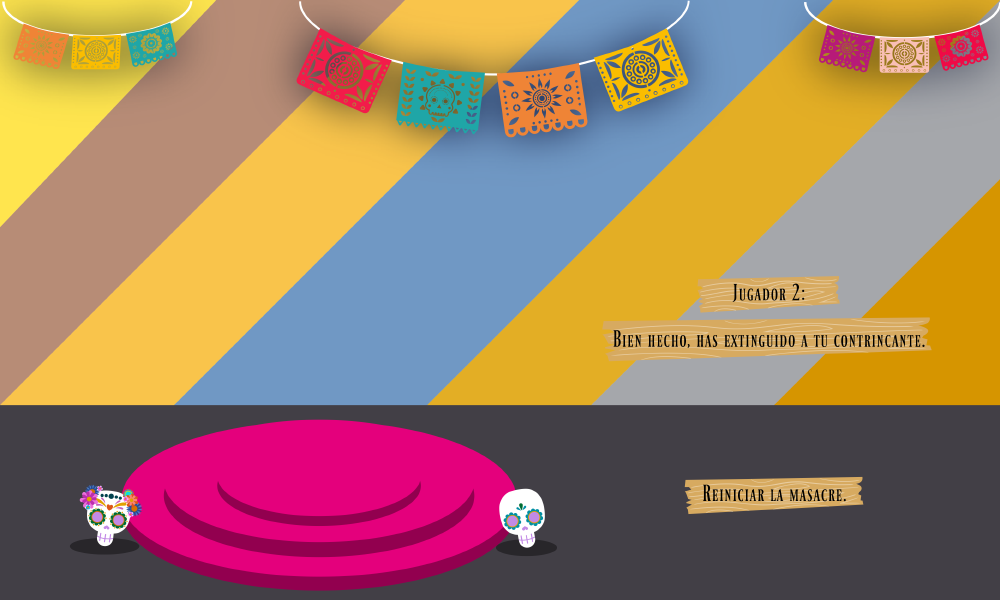 Jugador 2:
Bien hecho, has extinguido a tu contrincante.
Reiniciar la masacre.